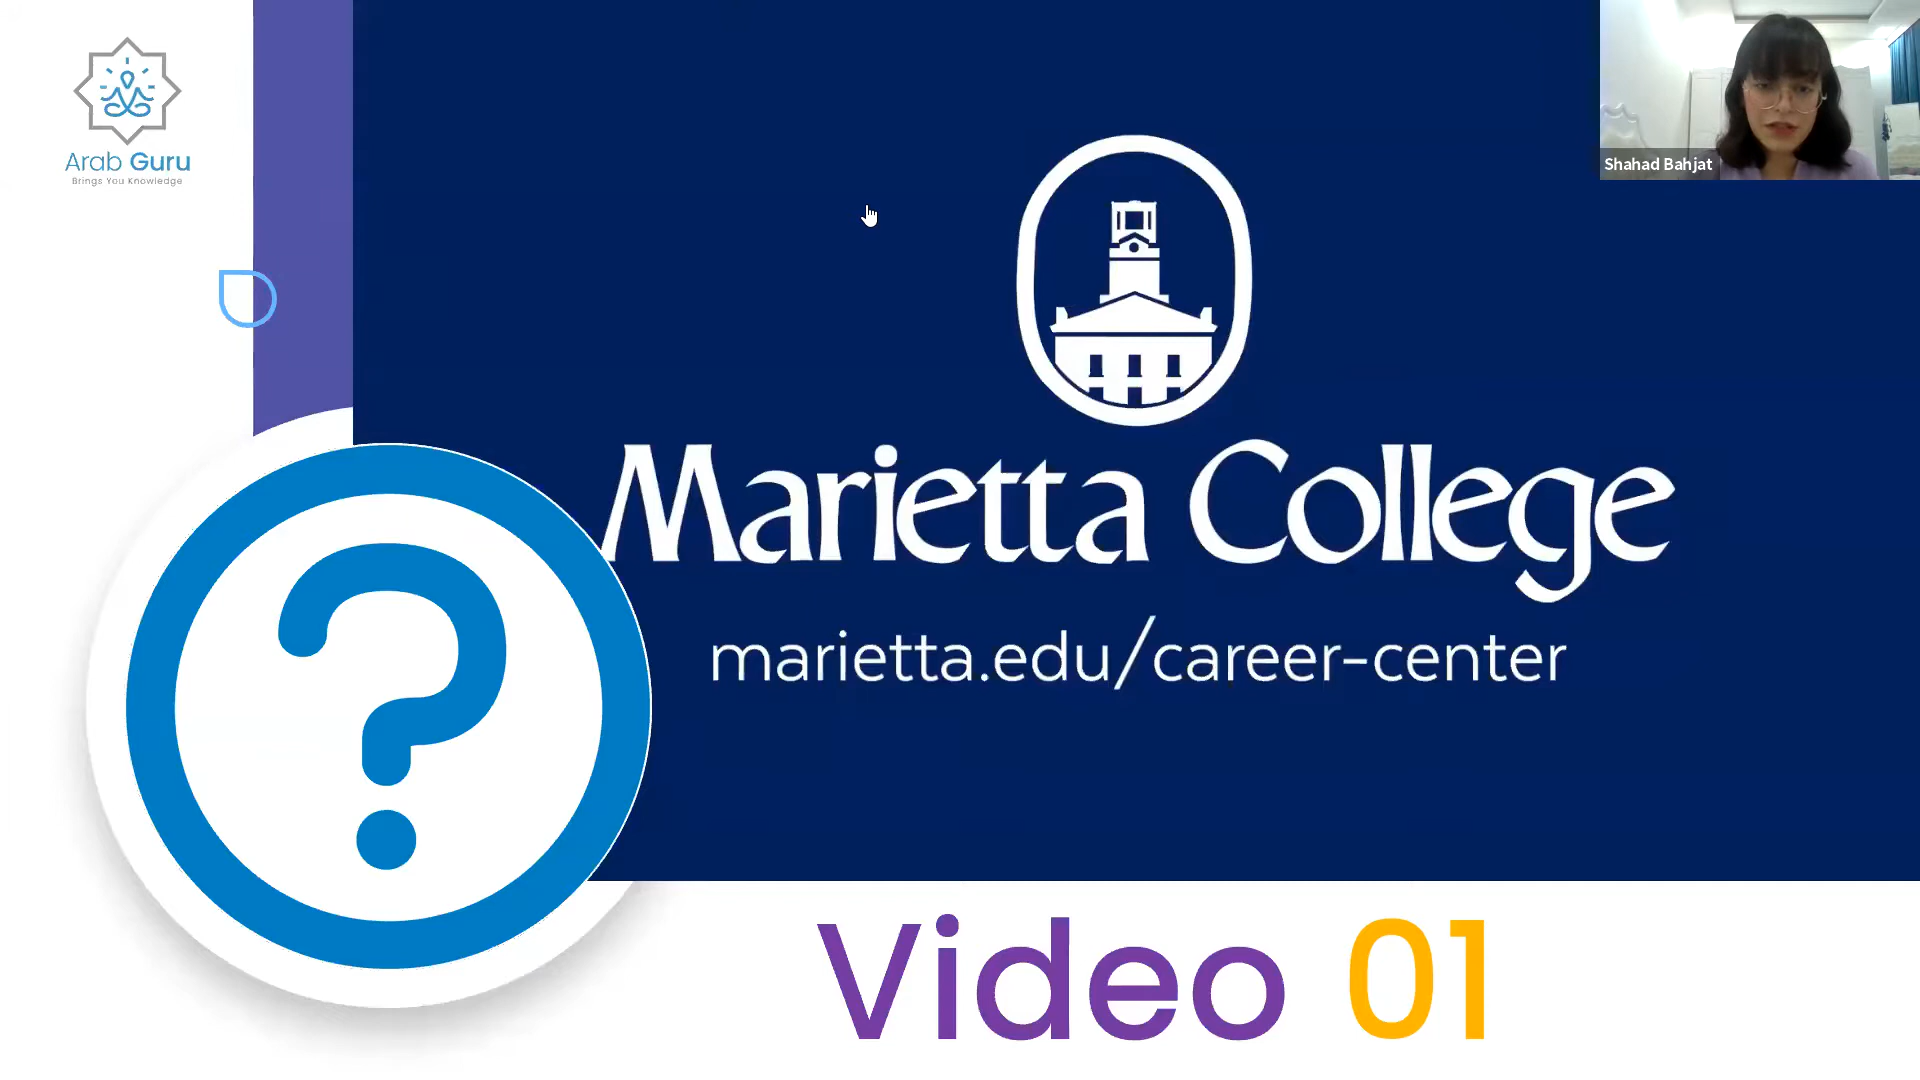 Arab Guru
Brings You Knowledge
Shahad Bahjat
Marietta College
marietta.edu/career-center
?
Video 01